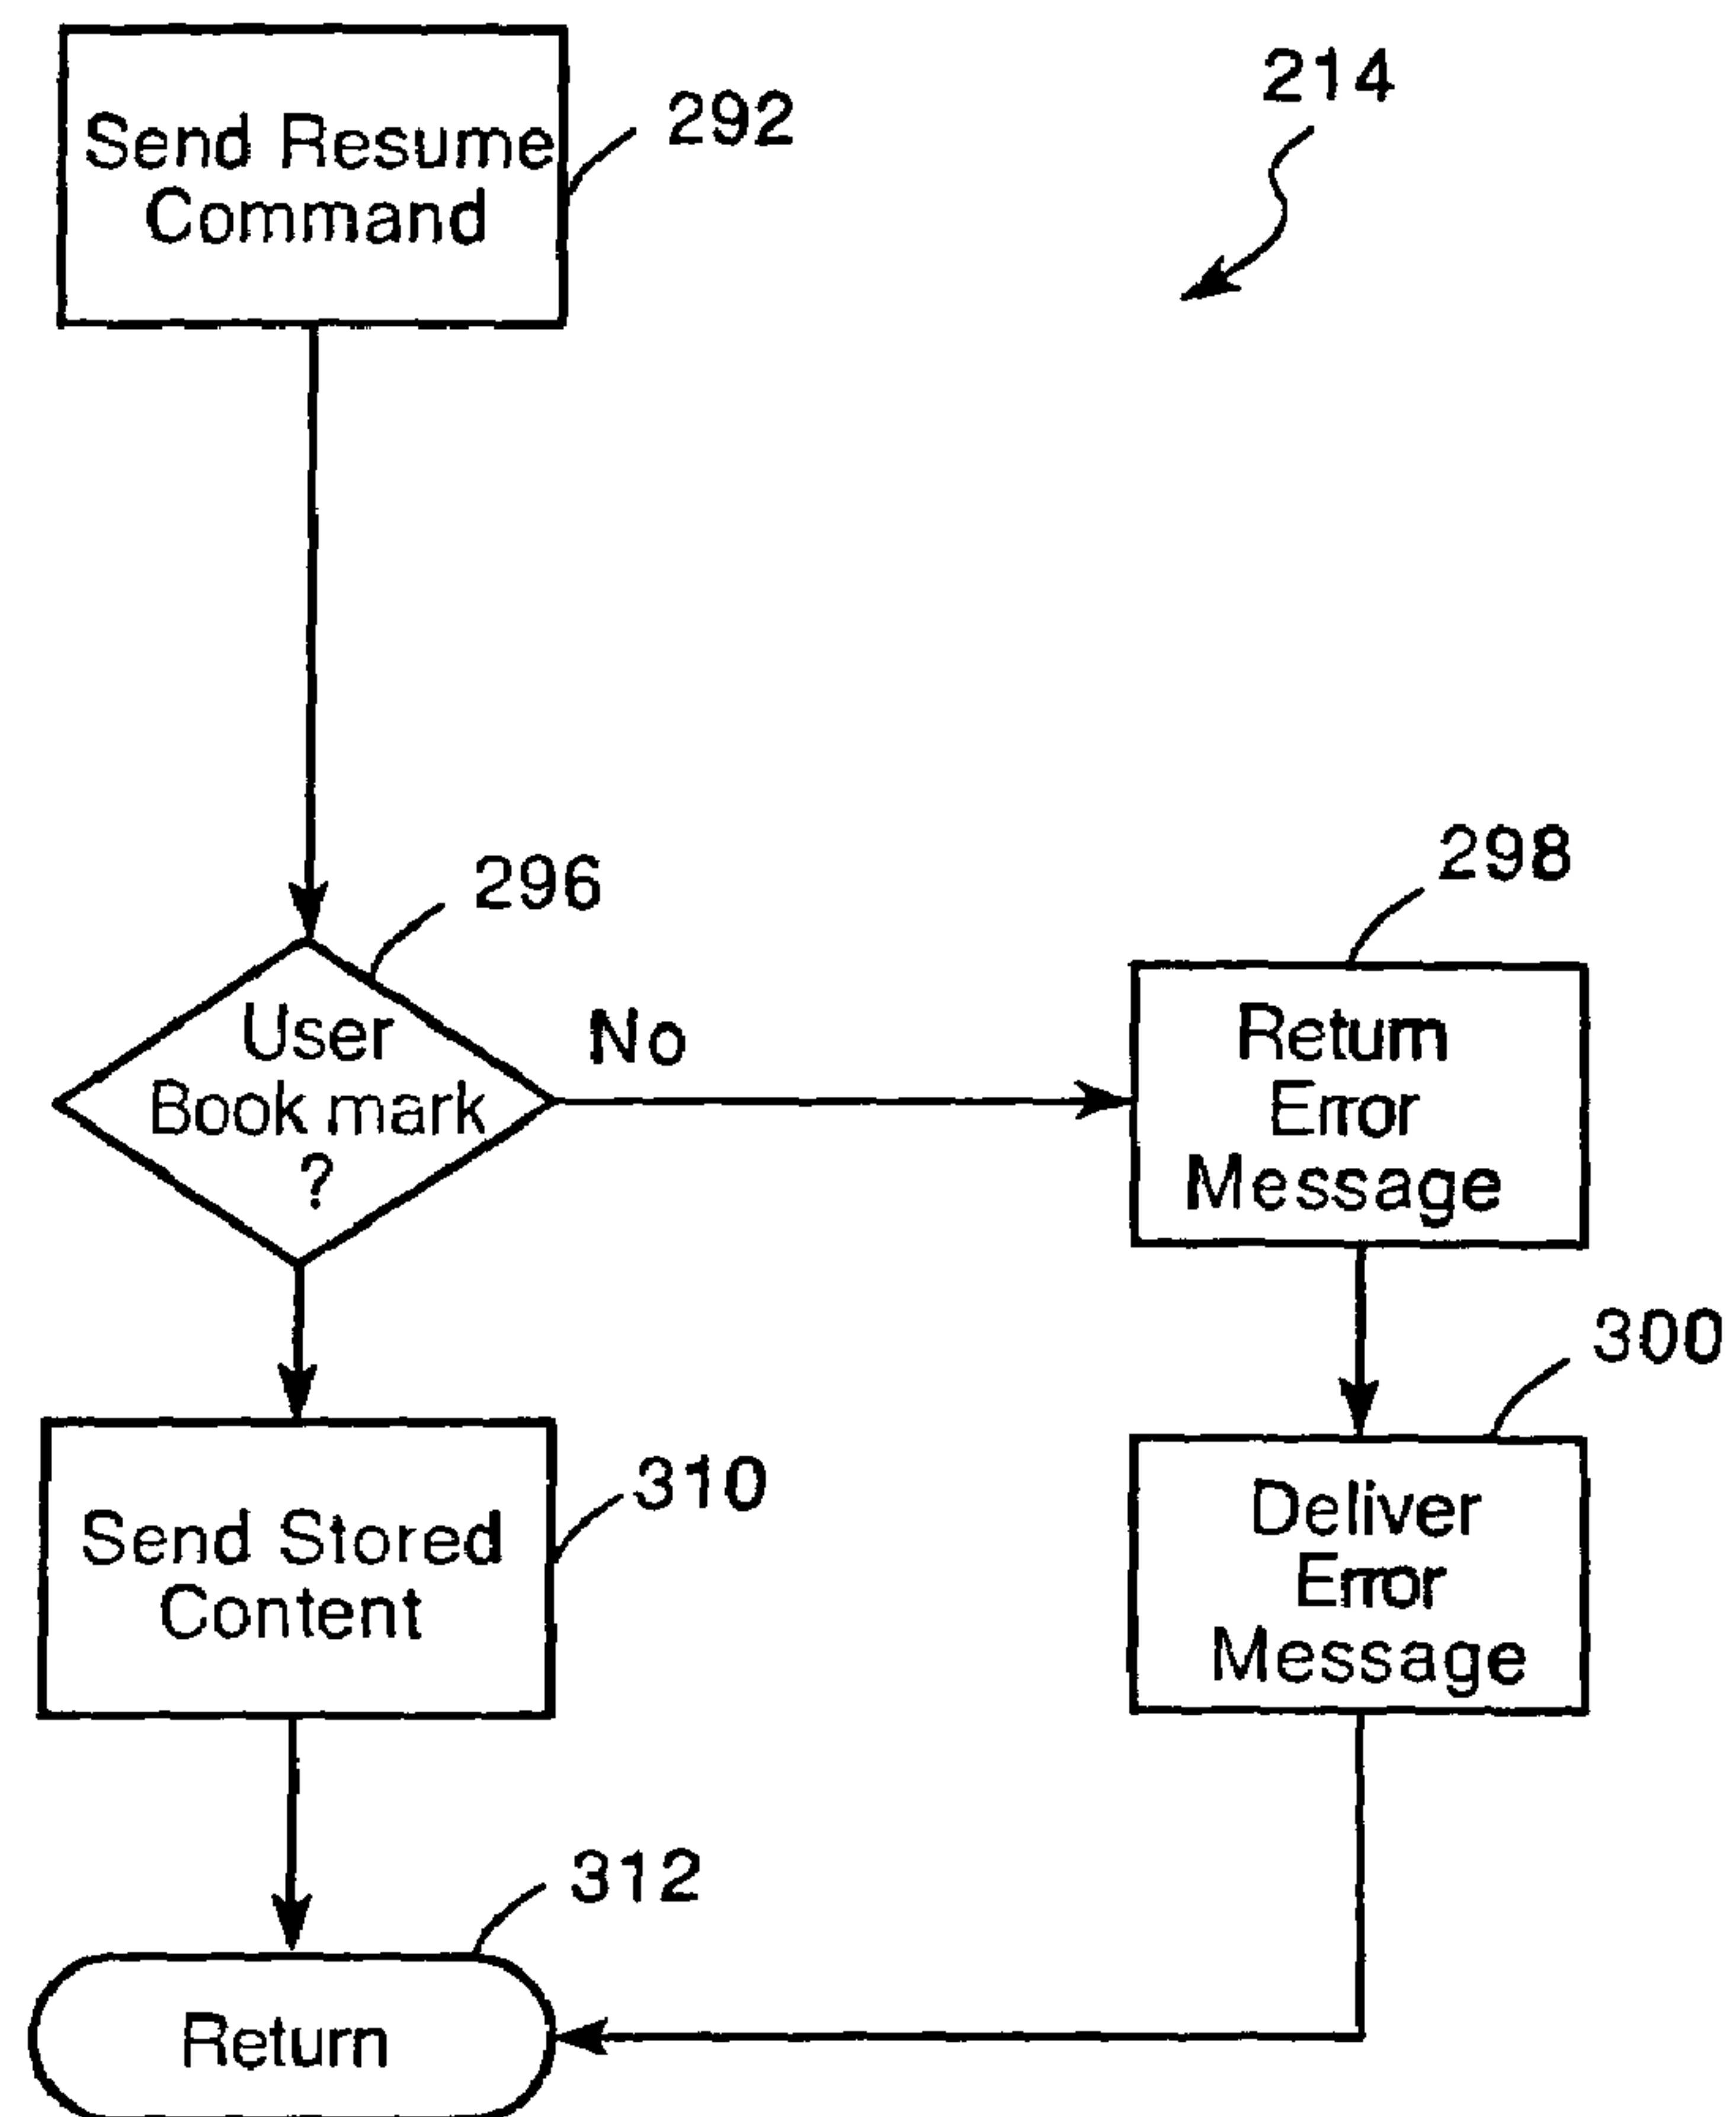 Send Resume
Command
292
214
296
User
Book mark
?
No
298
Return
Error
Message
300
Deliver
Error
Message
310
Send Stored
Content
312
Return